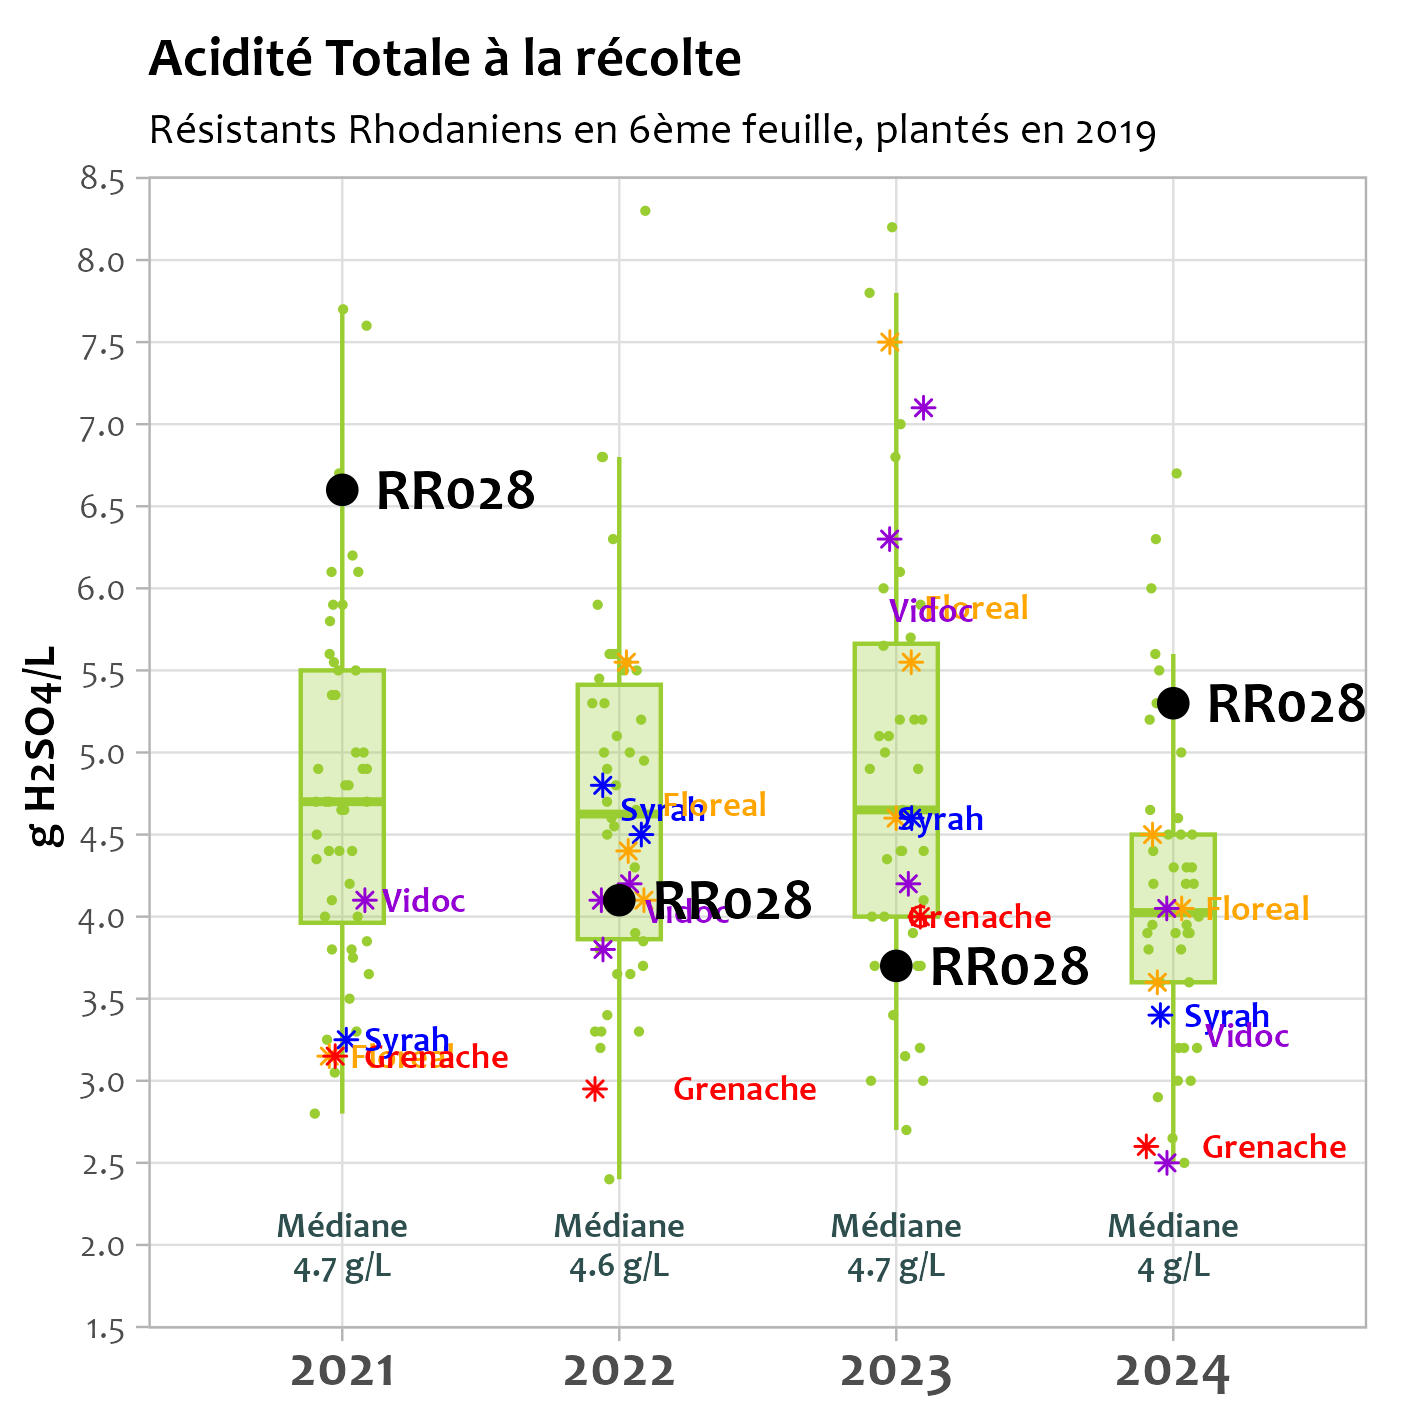 Acidité Totale à la récolte
Résistants Rhodaniens en 6ème feuille, plantés en 2019
g H2SO4/L
8.5
8.0
7.5
7.0
6.5
6.0
5.5
5.0
4.5
4.0
3.5
3.0
2.5
2.0
1.5
RR028
Vidoc
Syrah
Floreal
Grenache
Médiane
4.7 g/L
2021
Syrah
Floreal
RR028
Vidoc
Grenache
Médiane
4.6 g/L
2022
Vidoc
Floreal
Syrah
Grenache
RR028
Médiane
4.7 g/L
2023
RR028
Floreal
Syrah
Vidoc
Grenache
Médiane
4 g/L
2024